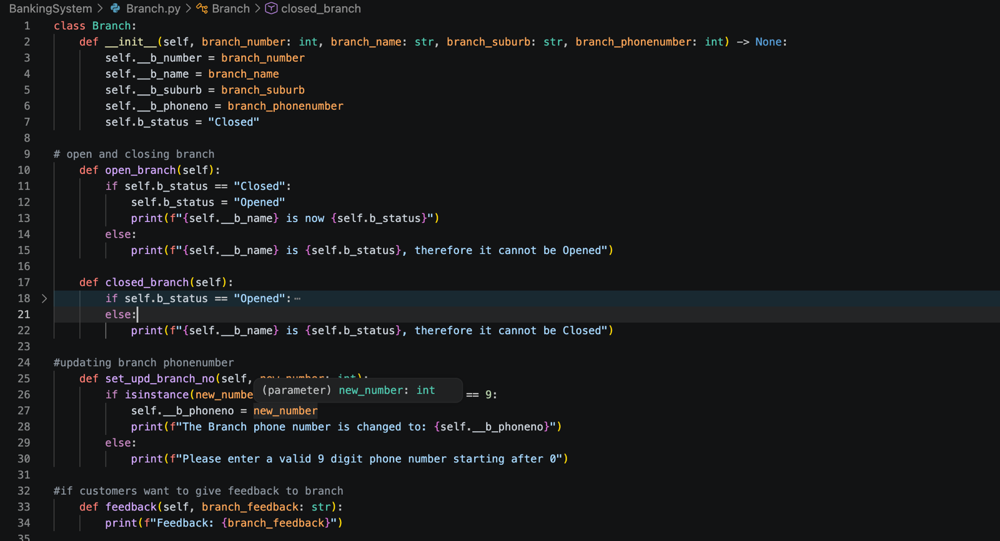 BankingSystem > Branch.py > Branch > closed_branch
1 class Branch:
2     def __init__(self, branch_number: int, branch_name: str, branch_suburb: str, branch_phonenumber: int) -> None:
3         self.__b_number = branch_number
4         self.__b_name = branch_name
5         self.__b_suburb = branch_suburb
6         self.__b_phoneno = branch_phonenumber
7         self.b_status = "Closed"
8
9 # open and closing branch
10     def open_branch(self):
11         if self.b_status == "Closed":
12             self.b_status = "Opened"
13             print(f"{self.__b_name} is now {self.b_status}")
14         else:
15             print(f"{self.__b_name} is {self.b_status}, therefore it cannot be Opened")
16
17     def closed_branch(self):
18 >       if self.b_status == "Opened":…
21         else:
22             print(f"{self.__b_name} is {self.b_status}, therefore it cannot be Closed")
23
24 #updating branch phonenumber
25     def set_upd_branch_no(self, new_number: int):
26         if isinstance(new_numbe (parameter) new_number: int == 9:
27             self.__b_phoneno = new_number
28             print(f"The Branch phone number is changed to: {self.__b_phoneno}")
29         else:
30             print(f"Please enter a valid 9 digit phone number starting after 0")
31
32 #if customers want to give feedback to branch
33     def feedback(self, branch_feedback: str):
34         print(f"Feedback: {branch_feedback}")
35